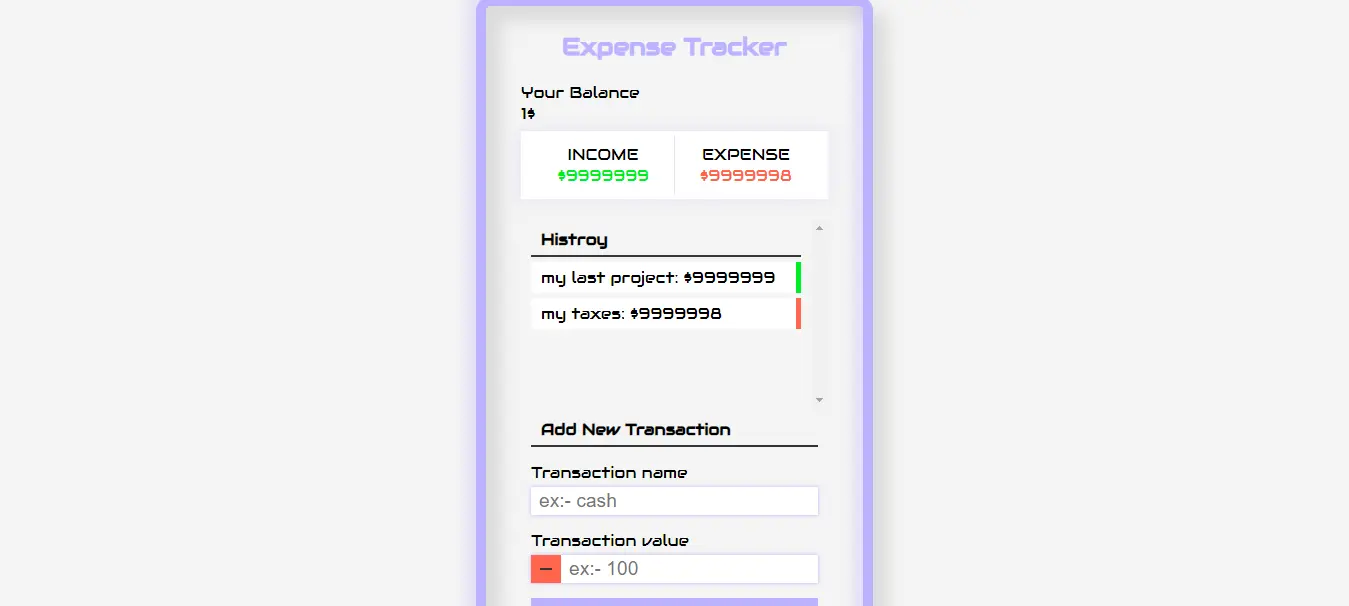 Expense Tracker
Your Balance
1$
INCOME EXPENSE
$9999999 $9999998
Histroy
my last project: $9999999
my taxes: $9999998
Add New Transaction
Transaction name
ex:- cash
Transaction value
− ex:- 100